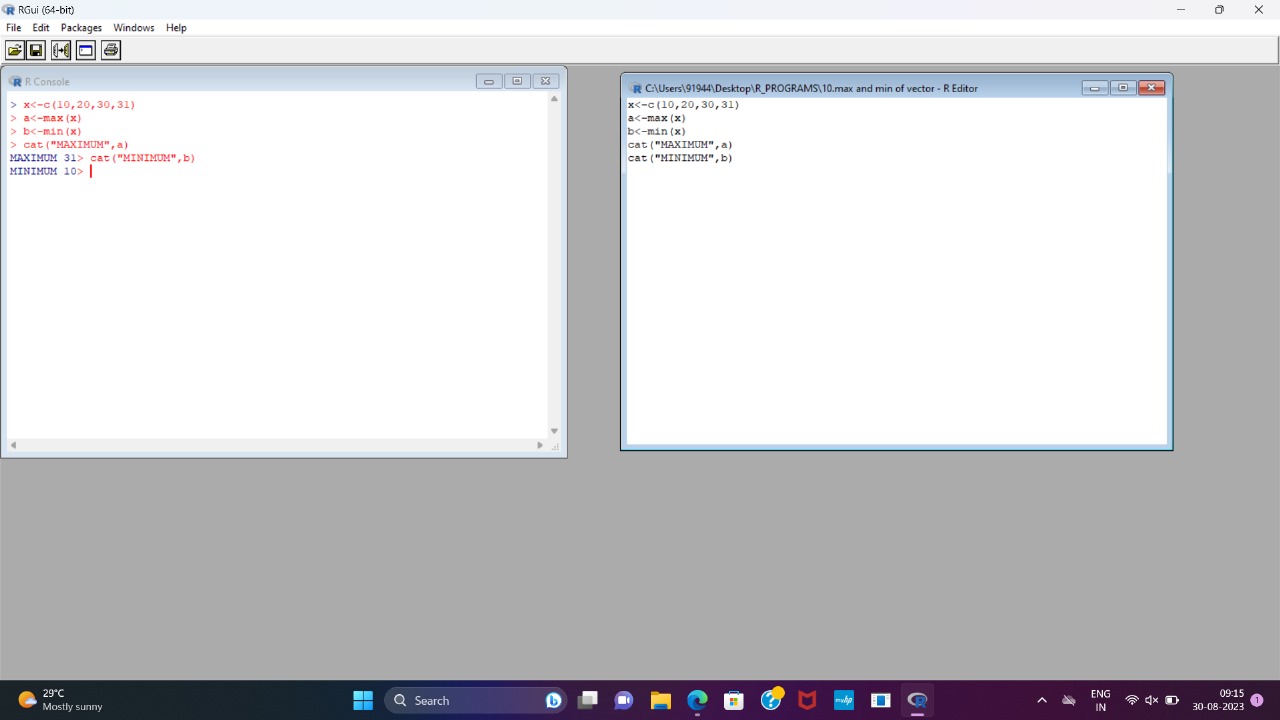 RGui (64-bit)
File Edit Packages Windows Help
R Console
> x<-c(10,20,30,31)
> a<-max(x)
> b<-min(x)
> cat("MAXIMUM",a)
MAXIMUM 31> cat("MINIMUM",b)
MINIMUM 10>
C:\Users\91944\Desktop\R_PROGRAMS\10.max and min of vector - R Editor
x<-c(10,20,30,31)
a<-max(x)
b<-min(x)
cat("MAXIMUM",a)
cat("MINIMUM",b)
29°C
Mostly sunny
Search
ENG
IN
09:15
30-08-2023
1